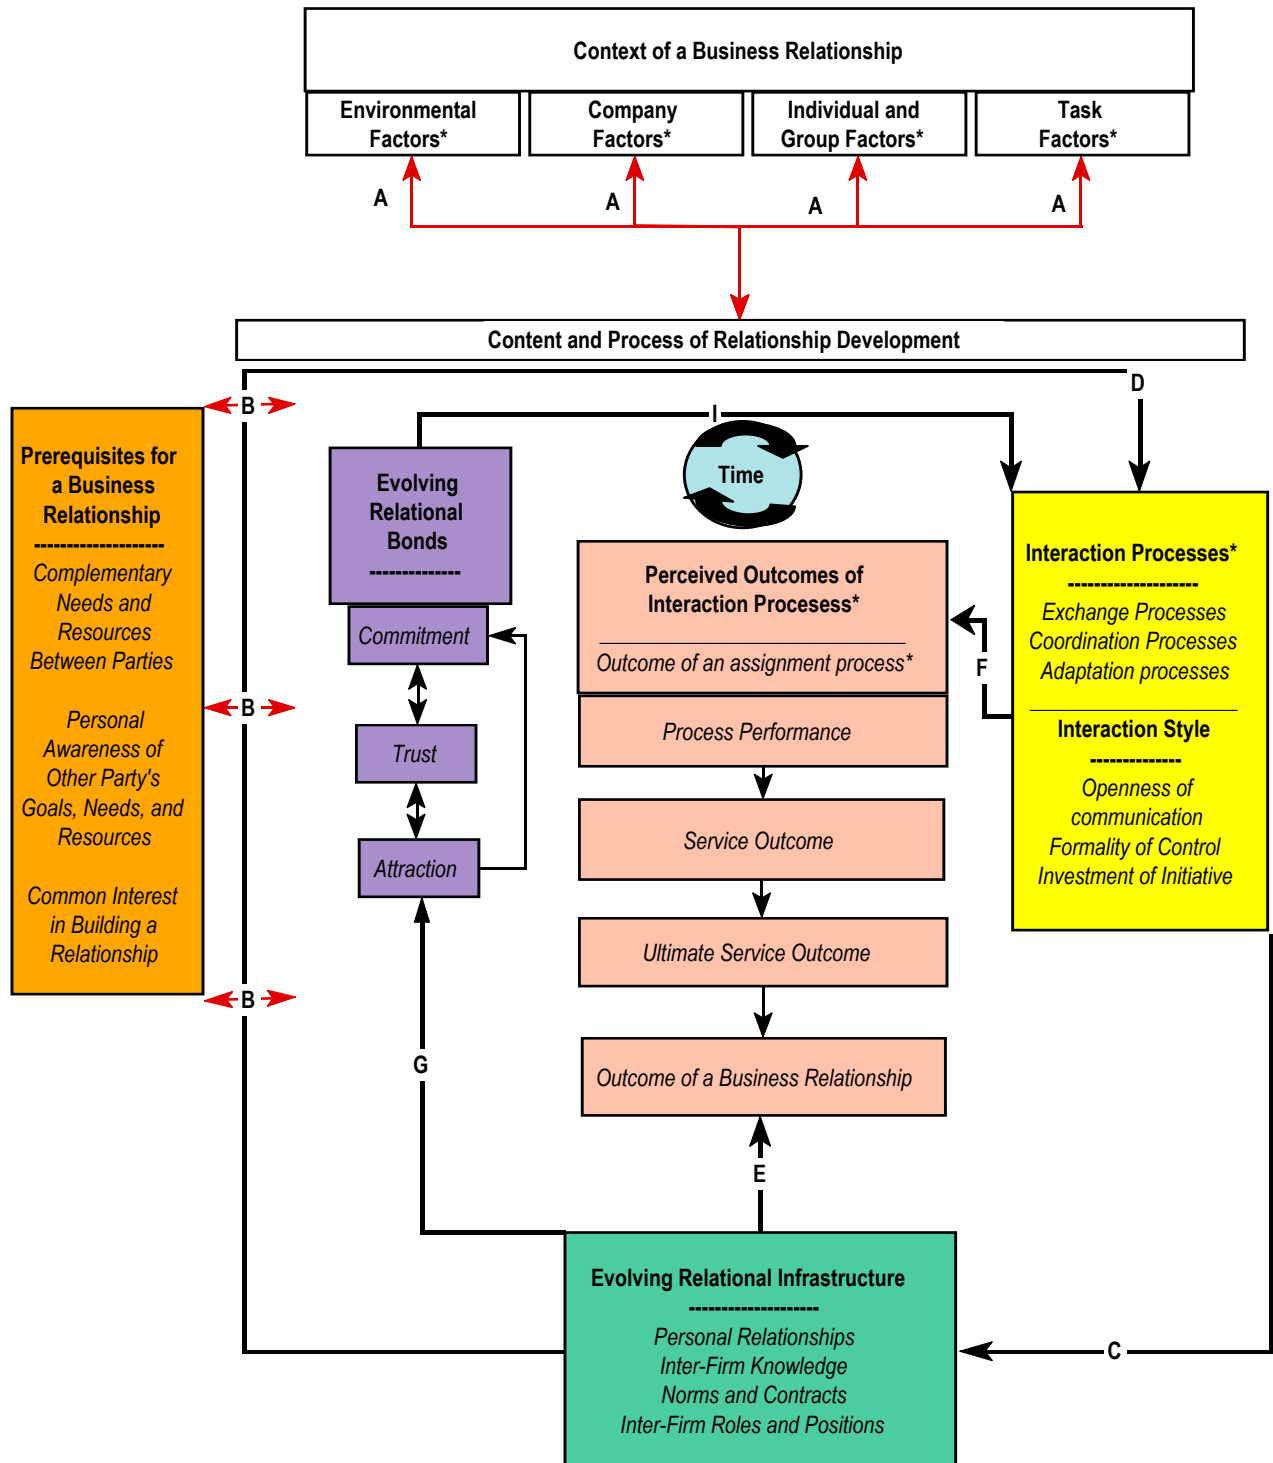 Context of a Business Relationship
Environmental
Factors*
Company
Factors*
Individual and
Group Factors*
Task
Factors*
A
A
A
A
Content and Process of Relationship Development
D
B
I
Prerequisites for
a Business
Relationship
--------------------
Complementary
Needs and
Resources
Between Parties
Personal
Awareness of
Other Party's
Goals, Needs, and
Resources
Common Interest
in Building a
Relationship
B
B
Evolving
Relational
Bonds
--------------
Commitment
Trust
Attraction
G
Time
Perceived Outcomes of
Interaction Procesess*
Outcome of an assignment process*
Process Performance
Service Outcome
Ultimate Service Outcome
Outcome of a Business Relationship
E
F
Interaction Processes*
--------------------
Exchange Processes
Coordination Processes
Adaptation processes
Interaction Style
--------------
Openness of
communication
Formality of Control
Investment of Initiative
C
Evolving Relational Infrastructure
--------------------
Personal Relationships
Inter-Firm Knowledge
Norms and Contracts
Inter-Firm Roles and Positions